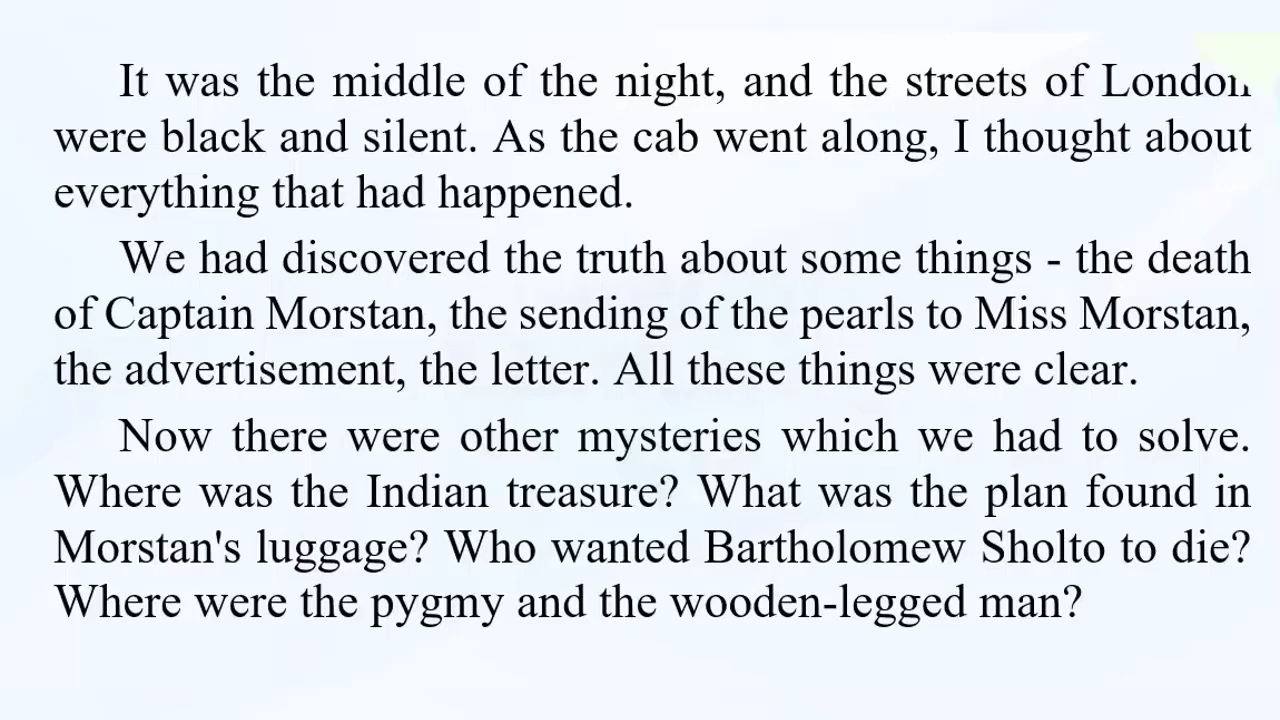 It was the middle of the night, and the streets of London
were black and silent. As the cab went along, I thought about
everything that had happened.
We had discovered the truth about some things - the death
of Captain Morstan, the sending of the pearls to Miss Morstan,
the advertisement, the letter. All these things were clear.
Now there were other mysteries which we had to solve.
Where was the Indian treasure? What was the plan found in
Morstan's luggage? Who wanted Bartholomew Sholto to die?
Where were the pygmy and the wooden-legged man?